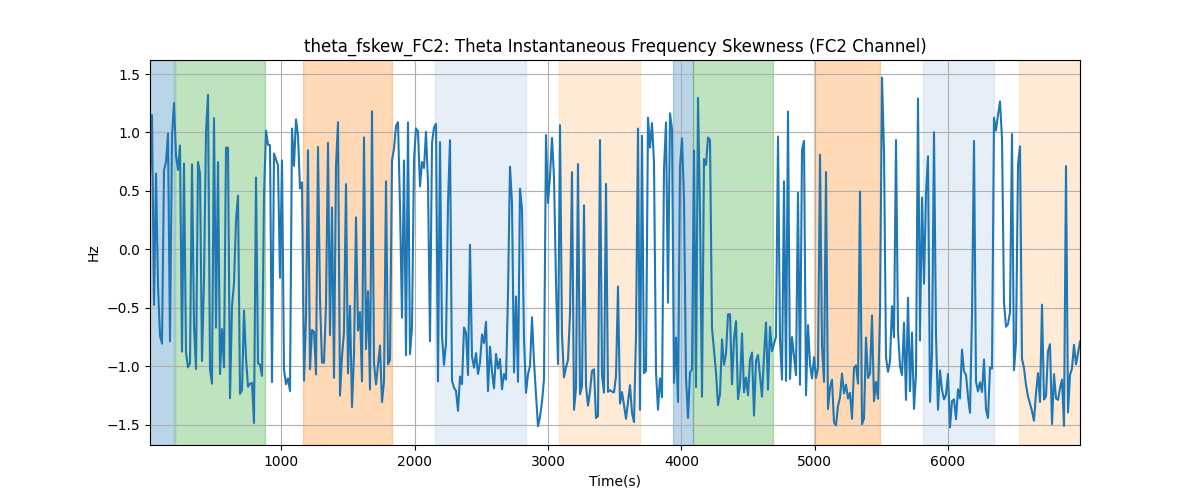 theta_fskew_FC2: Theta Instantaneous Frequency Skewness (FC2 Channel)
1.5
1.0
0.5
0.0
−0.5
−1.0
−1.5
Hz
1000 2000 3000 4000 5000 6000
Time(s)